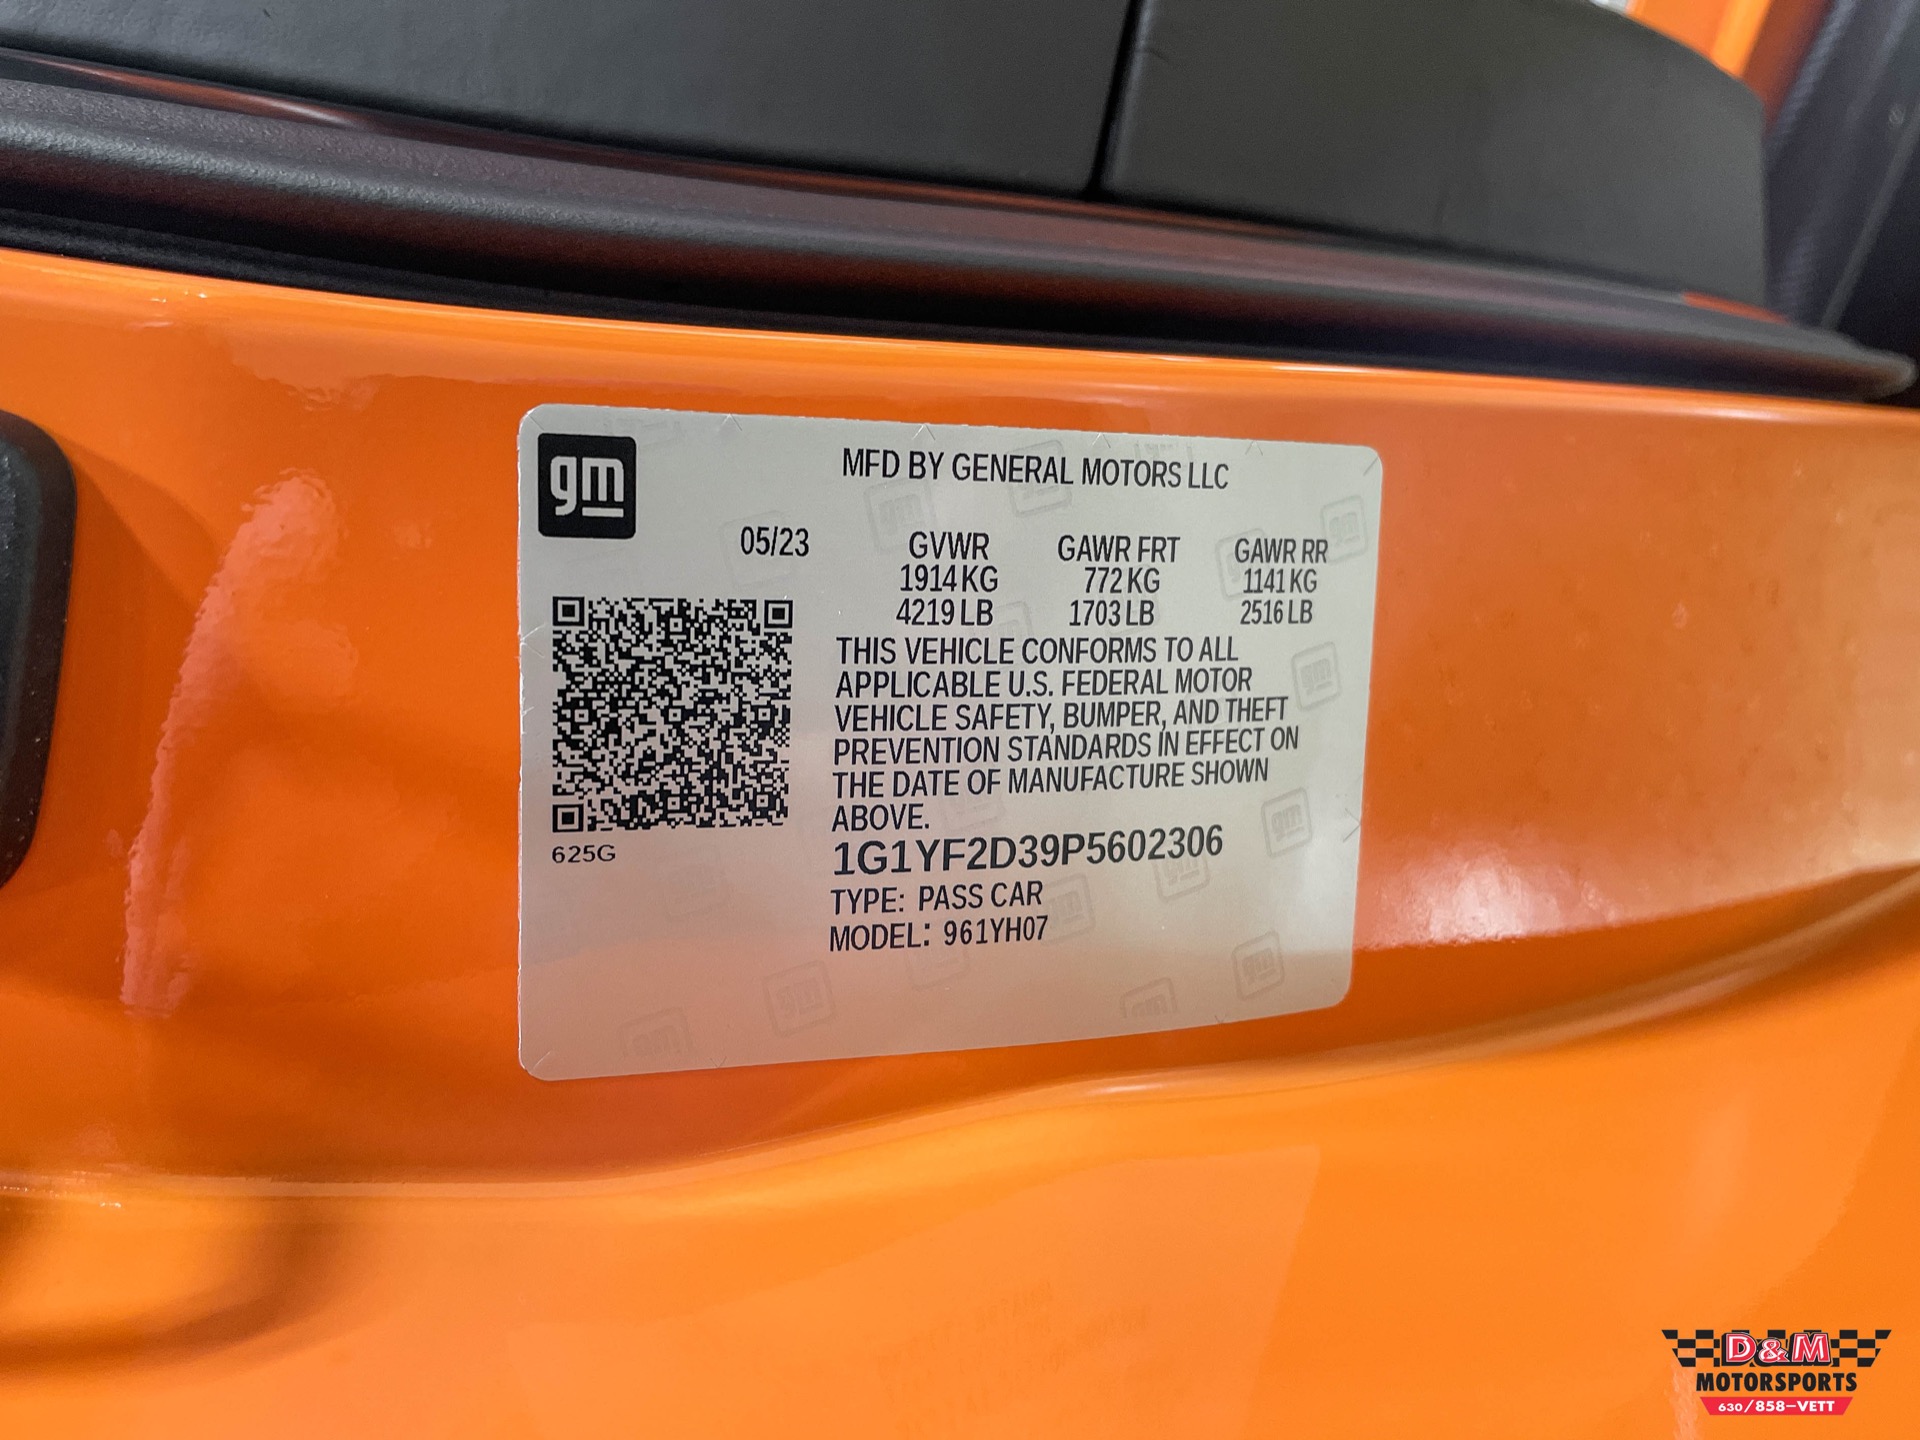 gm
MFD BY GENERAL MOTORS LLC
05/23 GVWR GAWR FRT GAWR RR
1914 KG 772 KG 1141 KG
4219 LB 1703 LB 2516 LB
THIS VEHICLE CONFORMS TO ALL
APPLICABLE U.S. FEDERAL MOTOR
VEHICLE SAFETY, BUMPER, AND THEFT
PREVENTION STANDARDS IN EFFECT ON
THE DATE OF MANUFACTURE SHOWN
ABOVE.
625G
1G1YF2D39P5602306
TYPE: PASS CAR
MODEL: 961YH07
D&M
MOTORSPORTS
630/858-VETT